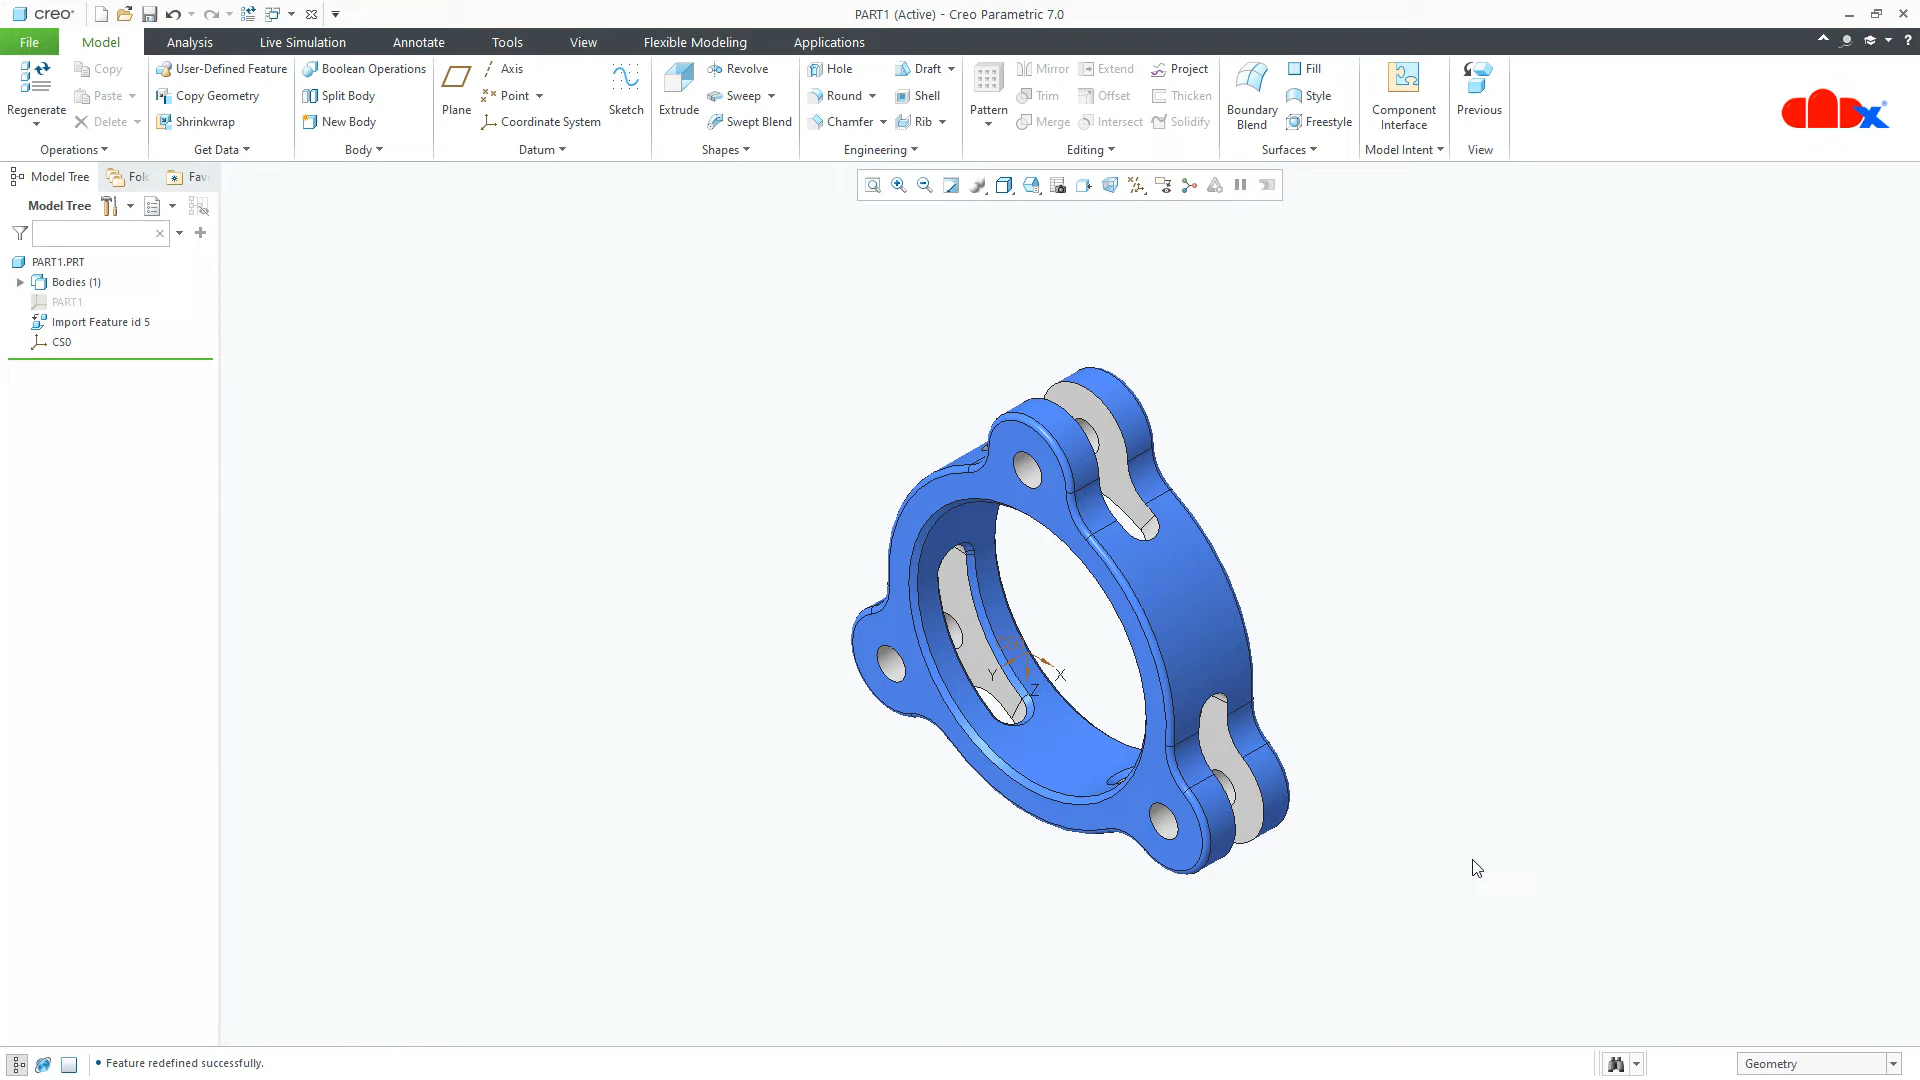 creo
PART1 (Active) - Creo Parametric 7.0
File Model Analysis Live Simulation Annotate Tools View Flexible Modeling Applications
Regenerate
Copy
Paste
Delete
Operations
User-Defined Feature
Copy Geometry
Shrinkwrap
Get Data
Boolean Operations
Split Body
New Body
Body
Plane
Axis
Point
Coordinate System
Sketch
Datum
Extrude
Revolve
Sweep
Swept Blend
Shapes
Hole
Round
Chamfer
Draft
Shell
Rib
Engineering
Pattern
Mirror
Trim
Merge
Extend
Offset
Intersect
Project
Thicken
Solidify
Editing
Boundary
Blend
Fill
Style
Freestyle
Surfaces
Component
Interface
Model Intent
Previous
View
Model Tree Fol Fav
Model Tree
PART1.PRT
Bodies (1)
PART1
Import Feature id 5
CS0
Y X
Z
Feature redefined successfully.
Geometry